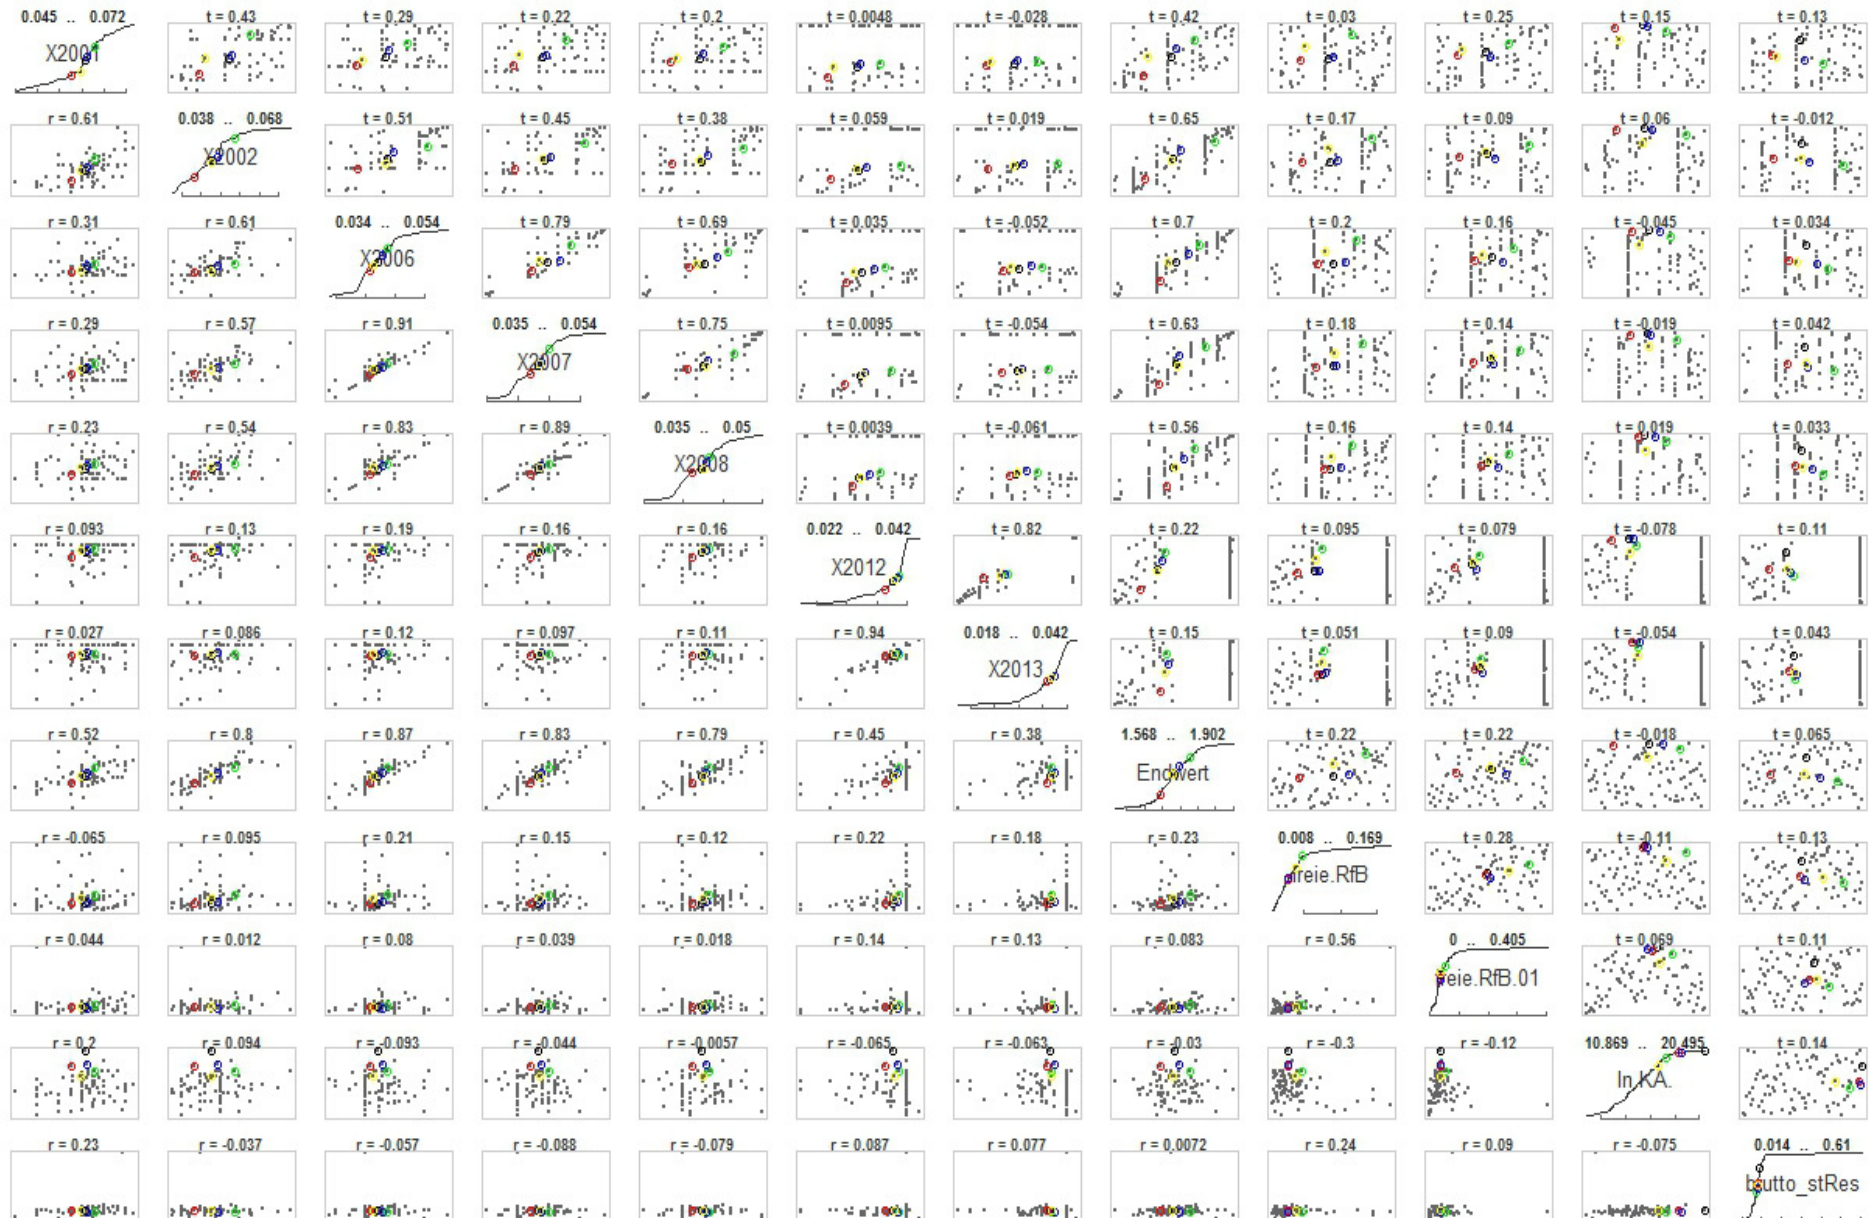 0.045 .. 0.072 t = 0.43 t = 0.29 t = 0.22 t = 0.2 t = 0.0048 t = -0.028 t = 0.42 t = 0.03 t = 0.25 t = 0.15 t = 0.13
X2001
r = 0.61 0.038 .. 0.068 t = 0.51 t = 0.45 t = 0.38 t = 0.059 t = 0.019 t = 0.65 t = 0.17 t = 0.09 t = 0.06 t = -0.012
X2002
r = 0.31 r = 0.61 0.034 .. 0.054 t = 0.79 t = 0.69 t = 0.035 t = -0.052 t = 0.7 t = 0.2 t = 0.16 t = -0.045 t = 0.034
X2006
r = 0.29 r = 0.57 r = 0.91 0.035 .. 0.054 t = 0.75 t = 0.0095 t = -0.054 t = 0.63 t = 0.18 t = 0.14 t = -0.019 t = 0.042
X2007
r = 0.23 r = 0.54 r = 0.83 r = 0.89 0.035 .. 0.05 t = 0.0039 t = -0.061 t = 0.56 t = 0.16 t = 0.14 t = 0.019 t = 0.033
X2008
r = 0.093 r = 0.13 r = 0.19 r = 0.16 r = 0.16 0.022 .. 0.042 t = 0.82 t = 0.22 t = 0.095 t = 0.079 t = -0.078 t = 0.11
X2012
r = 0.027 r = 0.086 r = 0.12 r = 0.097 r = 0.11 r = 0.94 0.018 .. 0.042 t = 0.15 t = 0.051 t = 0.09 t = -0.054 t = 0.043
X2013
r = 0.52 r = 0.8 r = 0.87 r = 0.83 r = 0.79 r = 0.45 r = 0.38 1.568 .. 1.902 t = 0.22 t = 0.22 t = -0.018 t = 0.065
Endwert
r = -0.065 r = 0.095 r = 0.21 r = 0.15 r = 0.12 r = 0.22 r = 0.18 r = 0.23 0.008 .. 0.169 t = 0.28 t = -0.11 t = 0.13
freie.RfB
r = 0.044 r = 0.012 r = 0.08 r = 0.039 r = 0.018 r = 0.14 r = 0.13 r = 0.083 r = 0.56 0 .. 0.405 t = 0.069 t = 0.11
freie.RfB.01
r = 0.2 r = 0.094 r = -0.093 r = -0.044 r = -0.0057 r = -0.065 r = -0.063 r = -0.03 r = -0.3 r = -0.12 10.869 .. 20.495 t = 0.14
ln.KA.
r = 0.23 r = -0.037 r = -0.057 r = -0.088 r = -0.079 r = 0.087 r = 0.077 r = 0.0072 r = 0.24 r = 0.09 r = -0.075 0.014 .. 0.61
brutto_stRes